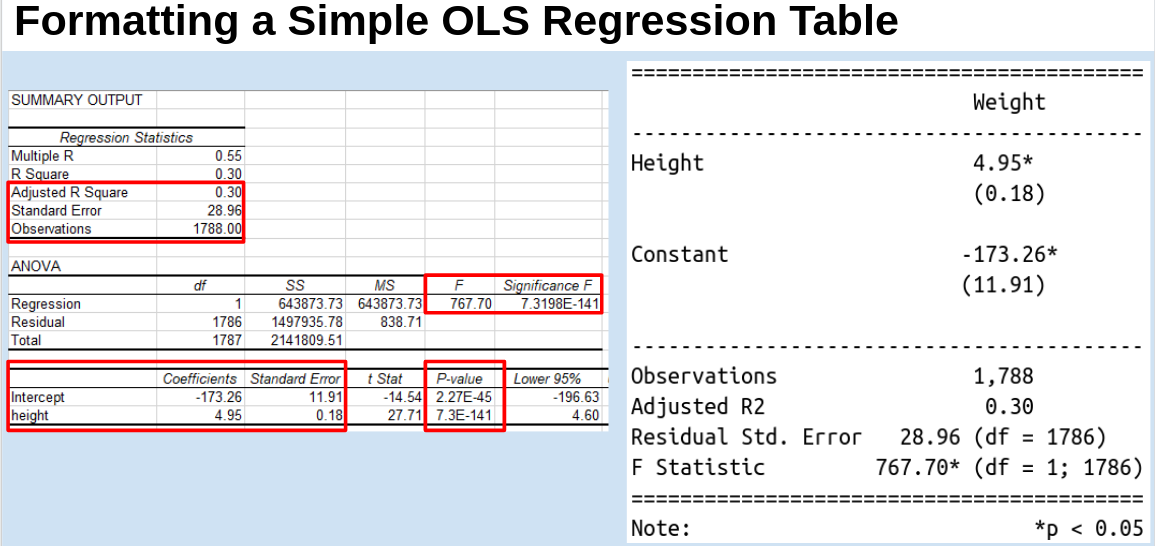 Formatting a Simple OLS Regression Table
SUMMARY OUTPUT
Regression Statistics
Multiple R 0.55
R Square 0.30
Adjusted R Square 0.30
Standard Error 28.96
Observations 1788.00
ANOVA
df SS MS F Significance F
Regression 1 643873.73 643873.73 767.70 7.3198E-141
Residual 1786 1497935.78 838.71
Total 1787 2141809.51
Coefficients Standard Error t Stat P-value Lower 95%
Intercept -173.26 11.91 -14.54 2.27E-45 -196.63
height 4.95 0.18 27.71 7.3E-141 4.60
==========================================
Weight
------------------------------------------
Height 4.95*
(0.18)
Constant -173.26*
(11.91)
------------------------------------------
Observations 1,788
Adjusted R2 0.30
Residual Std. Error 28.96 (df = 1786)
F Statistic 767.70* (df = 1; 1786)
==========================================
Note: *p < 0.05